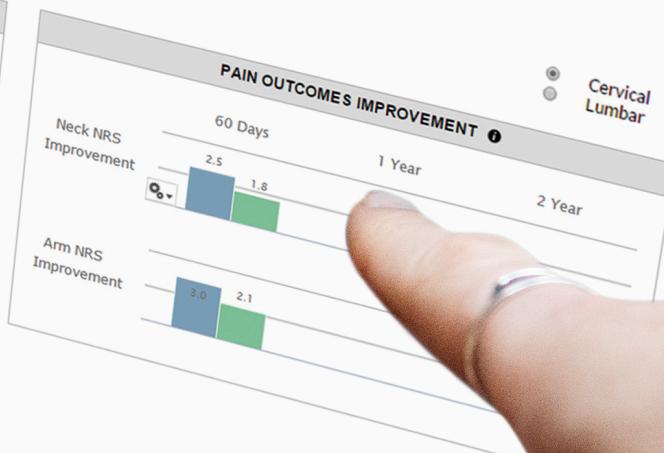 PAIN OUTCOMES IMPROVEMENT
Cervical
Lumbar
60 Days
1 Year
2 Year
Neck NRS
Improvement
2.5
1.8
Arm NRS
Improvement
3.0
2.1